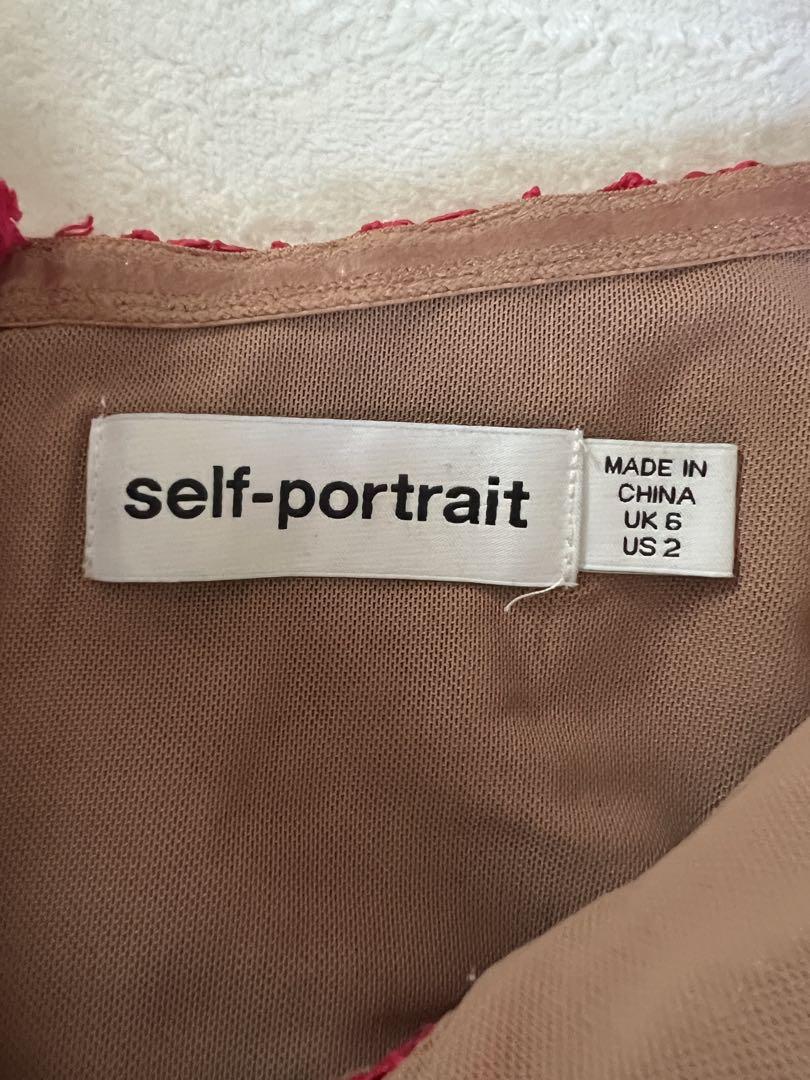 self-portrait
MADE IN
CHINA
UK 6
US 2